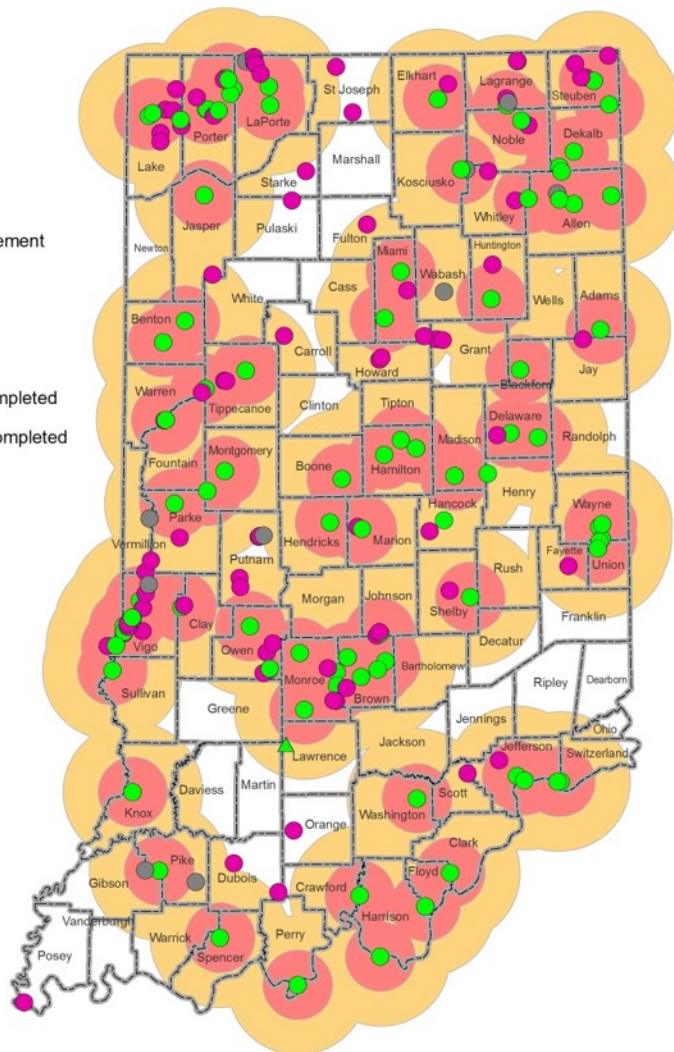 Elkhart
Lagrange
Steuben
St Joseph
LaPorte
Porter
Lake
Noble
Dekalb
Marshall
Kosciusko
Starke
Whitley
Allen
Jasper
Pulaski
Fulton
ement
Newton
Miami
Wabash
Huntington
Cass
White
Wells
Adams
Benton
Carroll
Grant
Jay
Howard
Blackford
Warren
Tippecanoe
Clinton
mpleted
Tipton
Delaware
ompleted
Madison
Randolph
Fountain
Montgomery
Boone
Hamilton
Henry
Hancock
Wayne
Parke
Hendricks
Marion
Vermillion
Putnam
Fayette
Union
Rush
Morgan
Johnson
Shelby
Franklin
Vigo
Clay
Owen
Decatur
Monroe
Brown
Bartholomew
Sullivan
Ripley
Dearborn
Greene
Jennings
Ohio
Lawrence
Jackson
Jefferson
Switzerland
Daviess
Martin
Scott
Knox
Washington
Orange
Clark
Pike
Gibson
Dubois
Crawford
Floyd
Harrison
Vanderburgh
Warrick
Perry
Posey
Spencer